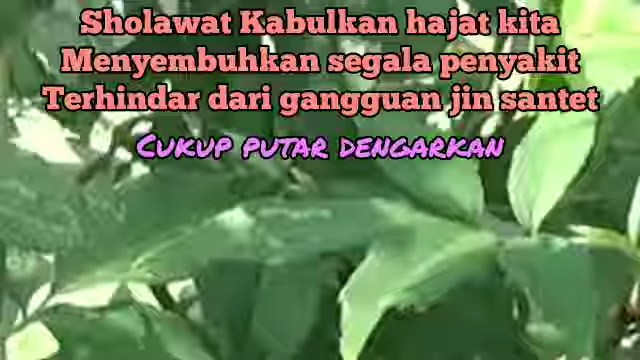 Sholawat Kabulkan hajat kita
Menyembuhkan segala penyakit
Terhindar dari gangguan jin santet
Cukup putar dengarkan